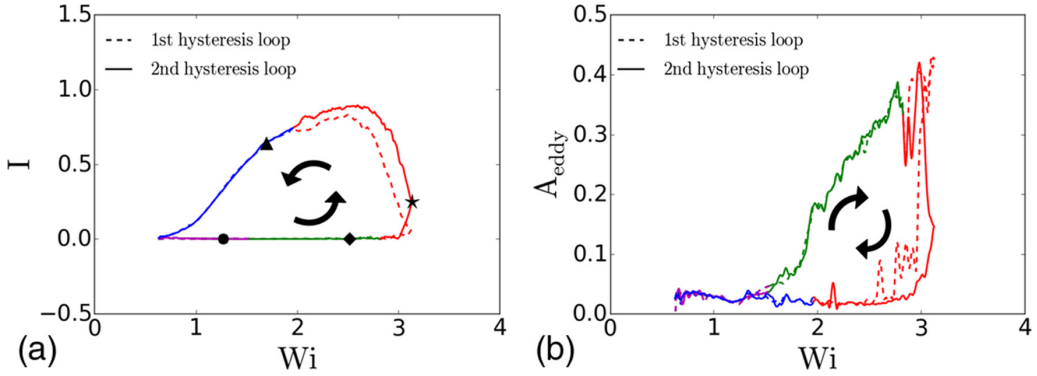 1.5
1.0
0.5
0.0
−0.5
I
1st hysteresis loop
2nd hysteresis loop
0 1 2 3 4
Wi
(a)
0.5
0.4
0.3
0.2
0.1
0.0
A_eddy
1st hysteresis loop
2nd hysteresis loop
0 1 2 3 4
Wi
(b)